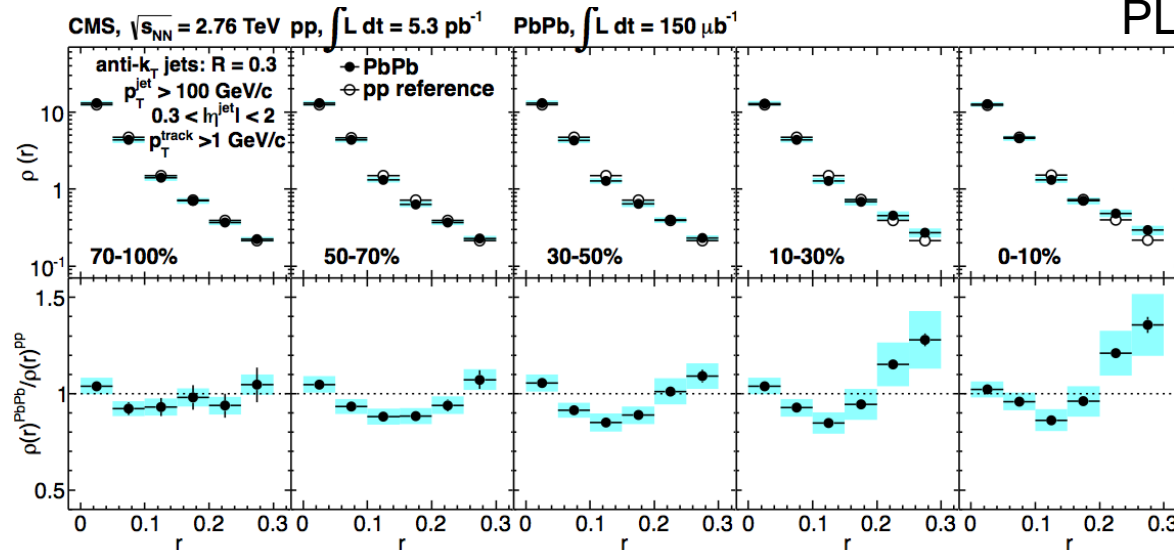 PL
CMS, √sNN = 2.76 TeV pp, ∫L dt = 5.3 pb-1 PbPb, ∫L dt = 150 μb-1
anti-kT jets: R = 0.3
pTjet > 100 GeV/c
0.3 < |ηjet| < 2
pTtrack >1 GeV/c
PbPb
pp reference
ρ (r)
10
1
10-1
70-100%
50-70%
30-50%
10-30%
0-10%
ρ(r)PbPb/ρ(r)pp
1.5
1
0.5
0 0.1 0.2 0 0.1 0.2 0 0.1 0.2 0 0.1 0.2 0.3 0 0.1 0.2 0.3
r r r r r